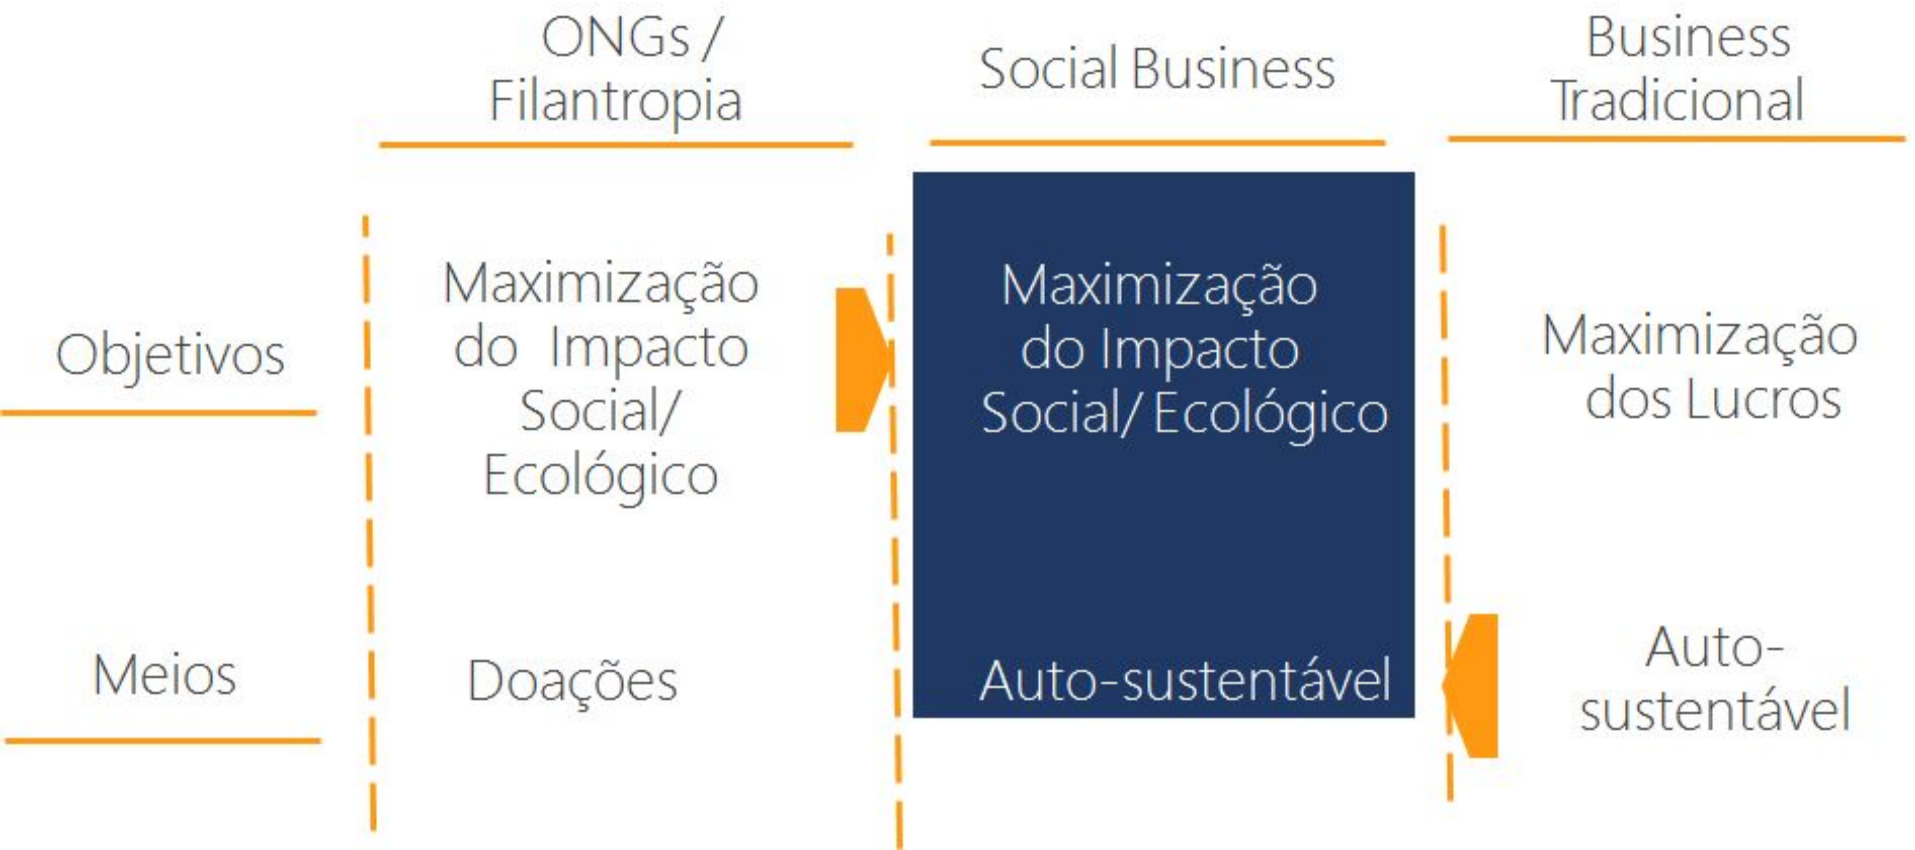 ONGs /
Filantropia
Social Business
Business
Tradicional
Objetivos
Maximização
do Impacto
Social/
Ecológico
Maximização
do Impacto
Social/ Ecológico
Maximização
dos Lucros
Meios
Doações
Auto-sustentável
Auto-
sustentável